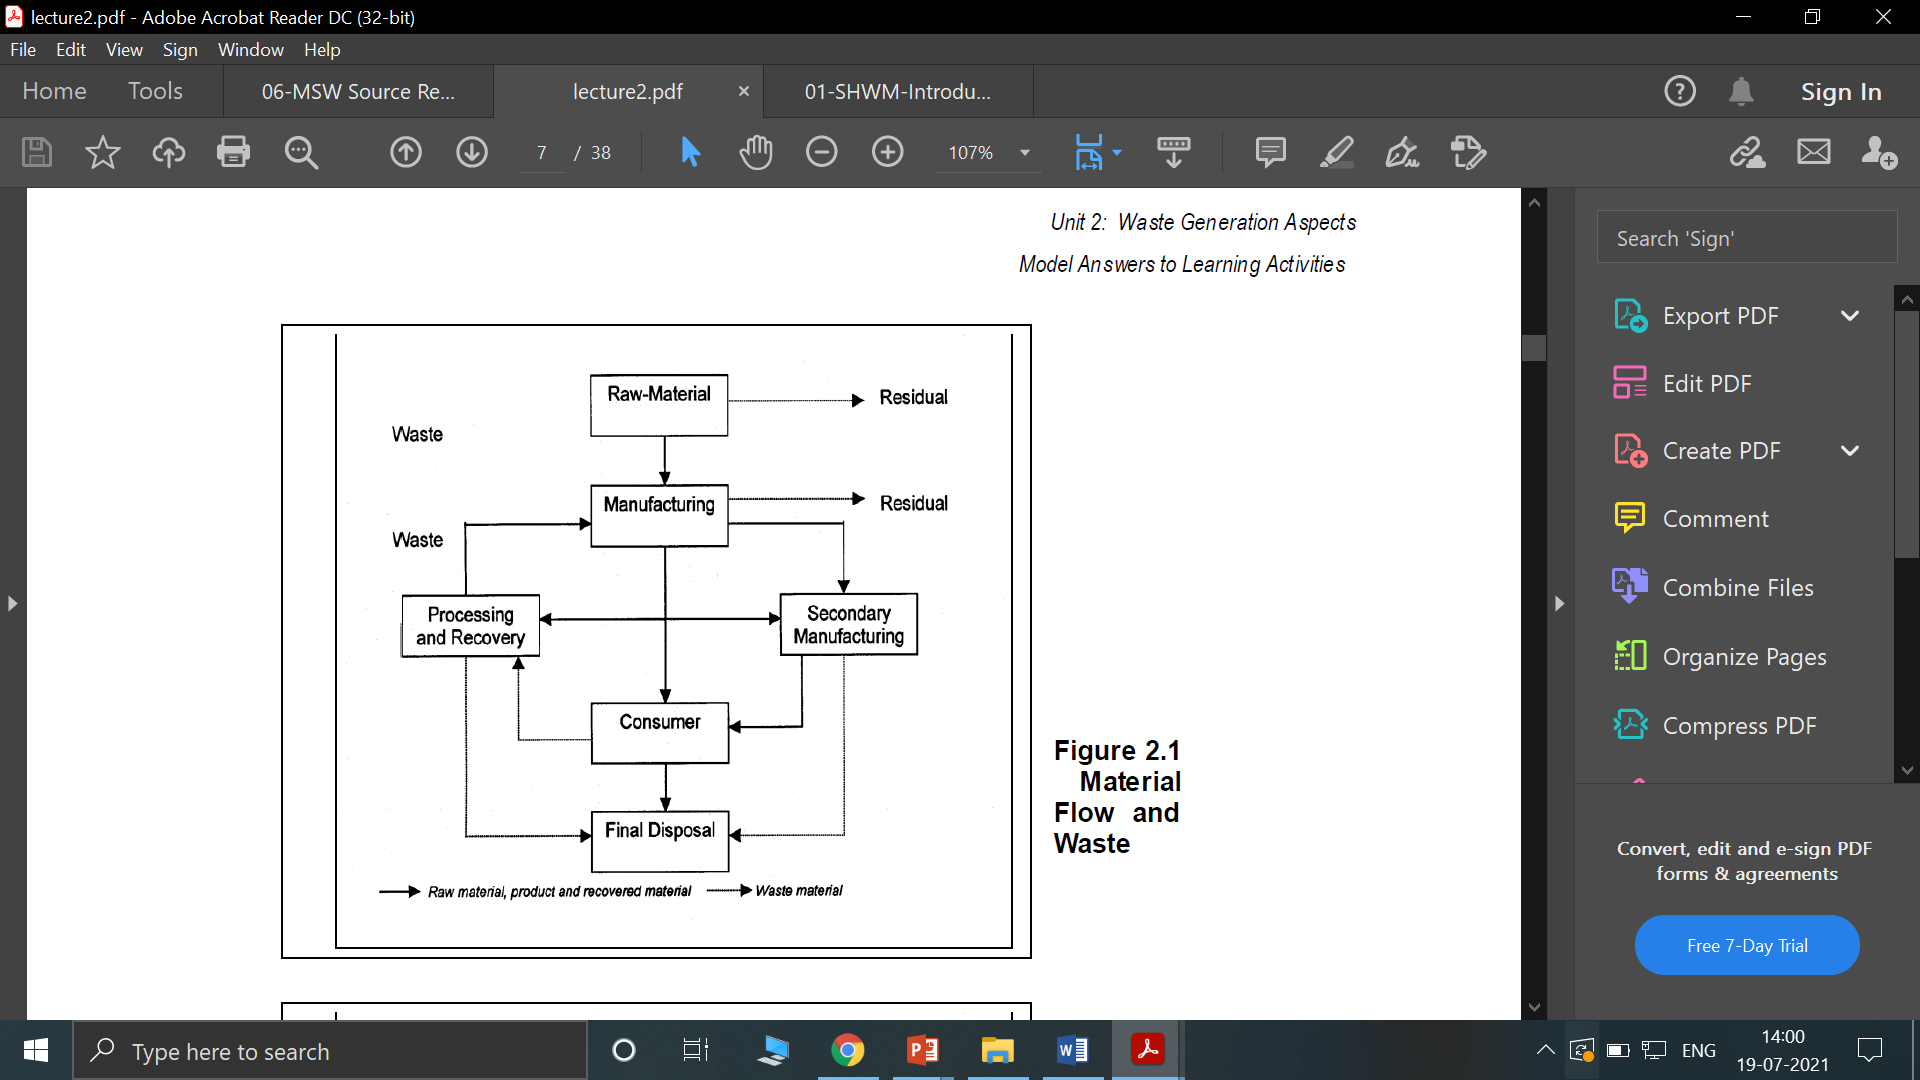 lecture2.pdf - Adobe Acrobat Reader DC (32-bit)
File Edit View Sign Window Help
Home Tools 06-MSW Source Re... lecture2.pdf × 01-SHWM-Introdu... Sign In
7 / 38 107%
Unit 2: Waste Generation Aspects
Model Answers to Learning Activities
Raw-Material
Residual
Waste
Manufacturing
Residual
Waste
Processing
and Recovery
Secondary
Manufacturing
Consumer
Final Disposal
Raw material, product and recovered material
Waste material
Figure 2.1
Material
Flow and
Waste
Search 'Sign'
Export PDF
Edit PDF
Create PDF
Comment
Combine Files
Organize Pages
Compress PDF
Convert, edit and e-sign PDF
forms & agreements
Free 7-Day Trial
Type here to search
ENG
14:00
19-07-2021